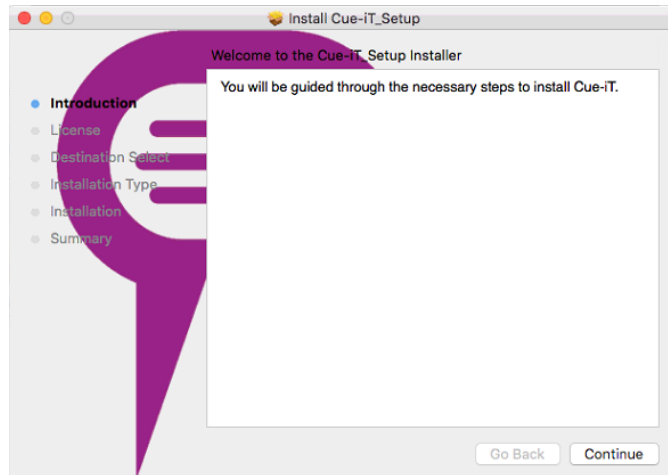 Install Cue-iT_Setup
Welcome to the Cue-iT_Setup Installer
Introduction
License
Destination Select
Installation Type
Installation
Summary
You will be guided through the necessary steps to install Cue-iT.
Go Back
Continue